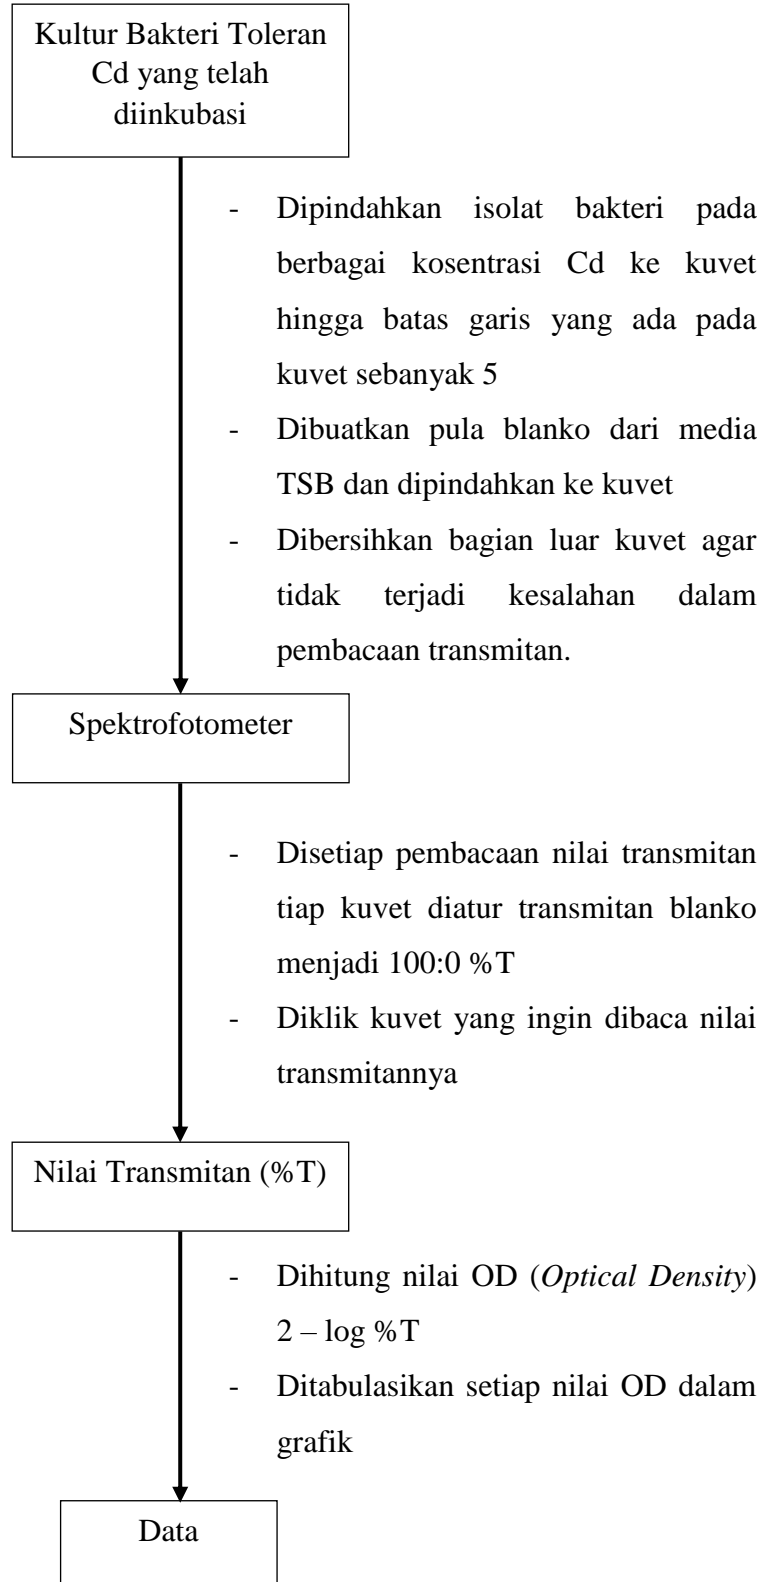 Kultur Bakteri Toleran
Cd yang telah
diinkubasi
- Dipindahkan isolat bakteri pada
berbagai kosentrasi Cd ke kuvet
hingga batas garis yang ada pada
kuvet sebanyak 5
- Dibuatkan pula blanko dari media
TSB dan dipindahkan ke kuvet
- Dibersihkan bagian luar kuvet agar
tidak terjadi kesalahan dalam
pembacaan transmitan.
Spektrofotometer
- Disetiap pembacaan nilai transmitan
tiap kuvet diatur transmitan blanko
menjadi 100:0 %T
- Diklik kuvet yang ingin dibaca nilai
transmitannya
Nilai Transmitan (%T)
- Dihitung nilai OD (Optical Density)
2 – log %T
- Ditabulasikan setiap nilai OD dalam
grafik
Data